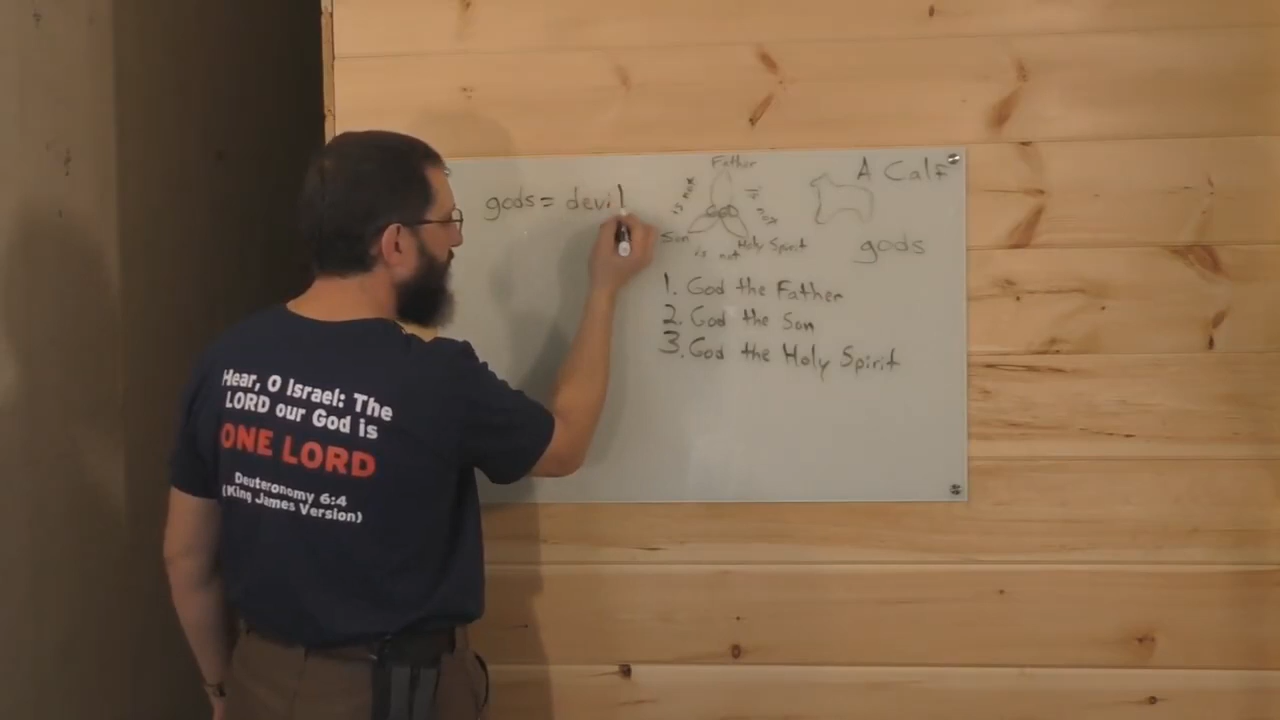 gods = devil
Father
is not
is not
God
Son
is not
Holy Spirit
A Calf
gods
1. God the Father
2. God the Son
3. God the Holy Spirit
Hear, O Israel: The
LORD our God is
ONE LORD
Deuteronomy 6:4
(King James Version)